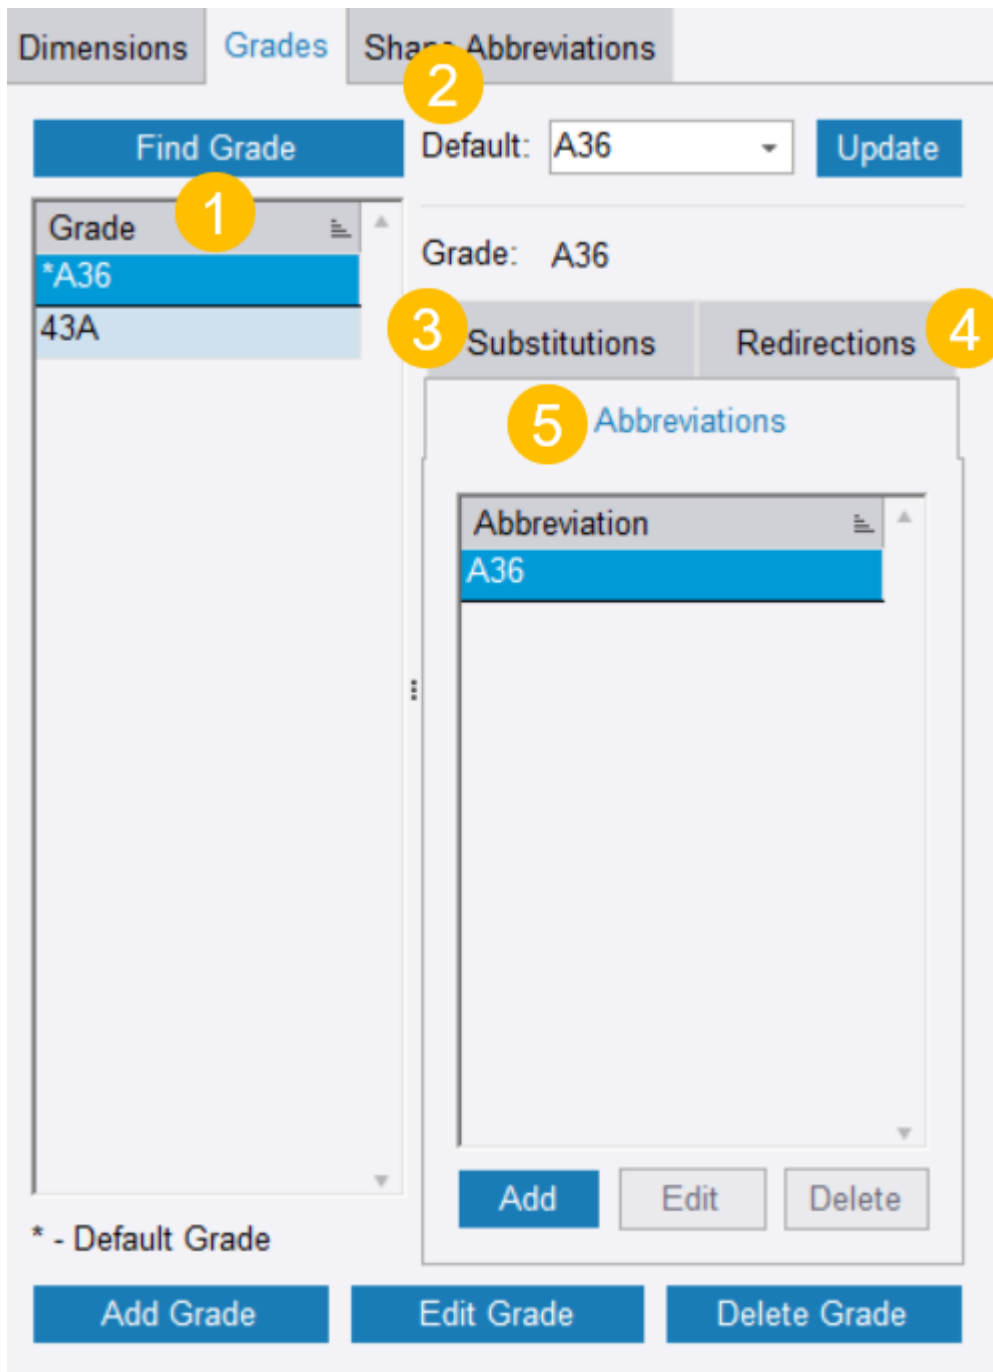 Dimensions Grades Shape Abbreviations
2
Find Grade Default: A36 Update
1
Grade
*A36
43A
Grade: A36
3 Substitutions Redirections 4
5 Abbreviations
Abbreviation
A36
Add Edit Delete
* - Default Grade
Add Grade Edit Grade Delete Grade